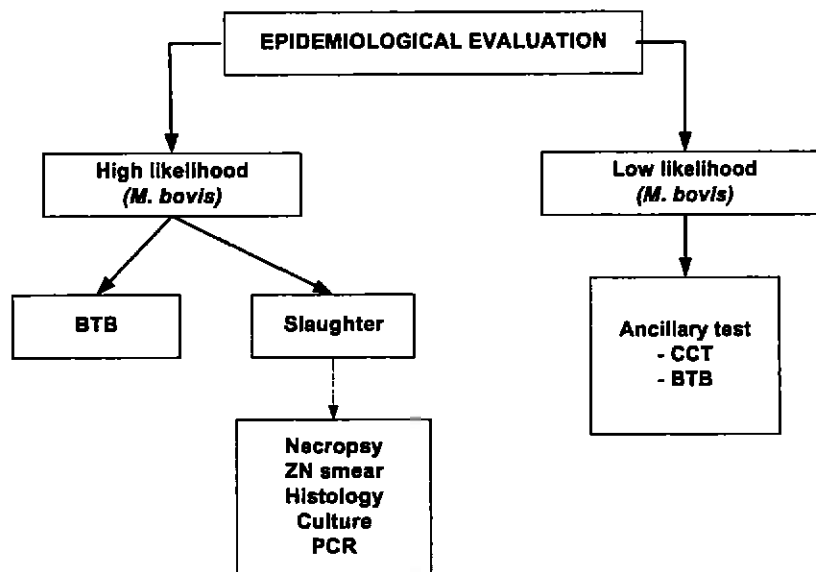 EPIDEMIOLOGICAL EVALUATION
High likelihood
(M. bovis)
Low likelihood
(M. bovis)
BTB
Slaughter
Ancillary test
- CCT
- BTB
Necropsy
ZN smear
Histology
Culture
PCR